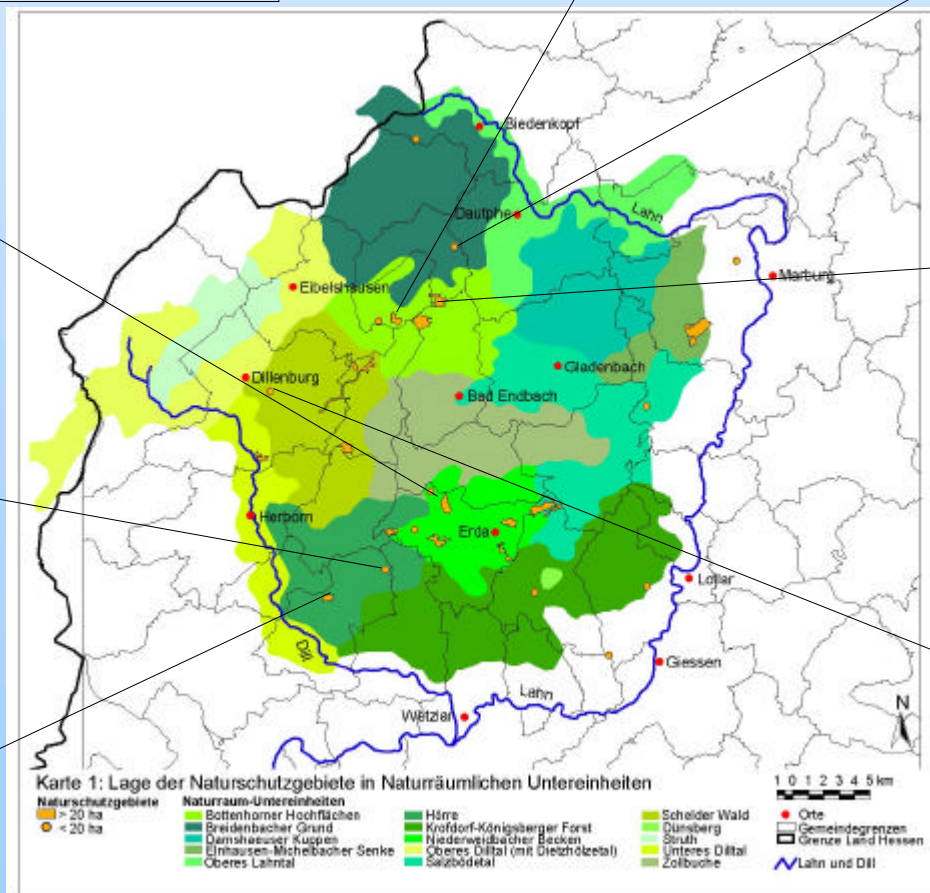 Biedenkopf
Lahn
Dautphe
Marburg
Eibelshausen
Gladenbach
Dillenburg
Bad Endbach
Herborn
Erda
Lollar
Dill
Giessen
Lahn
Wetzlar
N
Karte 1: Lage der Naturschutzgebiete in Naturräumlichen Untereinheiten
1 0 1 2 3 4 5 km
Naturschutzgebiete
> 20 ha
< 20 ha
Naturraum-Untereinheiten
Bottenhorner Hochflächen
Breidenbacher Grund
Damshaeuser Kuppen
Elnhausen-Michelbacher Senke
Oberes Lahntal
Hörre
Krofdorf-Königsberger Forst
Niederweidbacher Becken
Oberes Dilltal (mit Dietzhölzetal)
Salzbödetal
Schelder Wald
Dünsberg
Struth
Unteres Dilltal
Zollbuche
Orte
Gemeindegrenzen
Grenze Land Hessen
Lahn und Dill